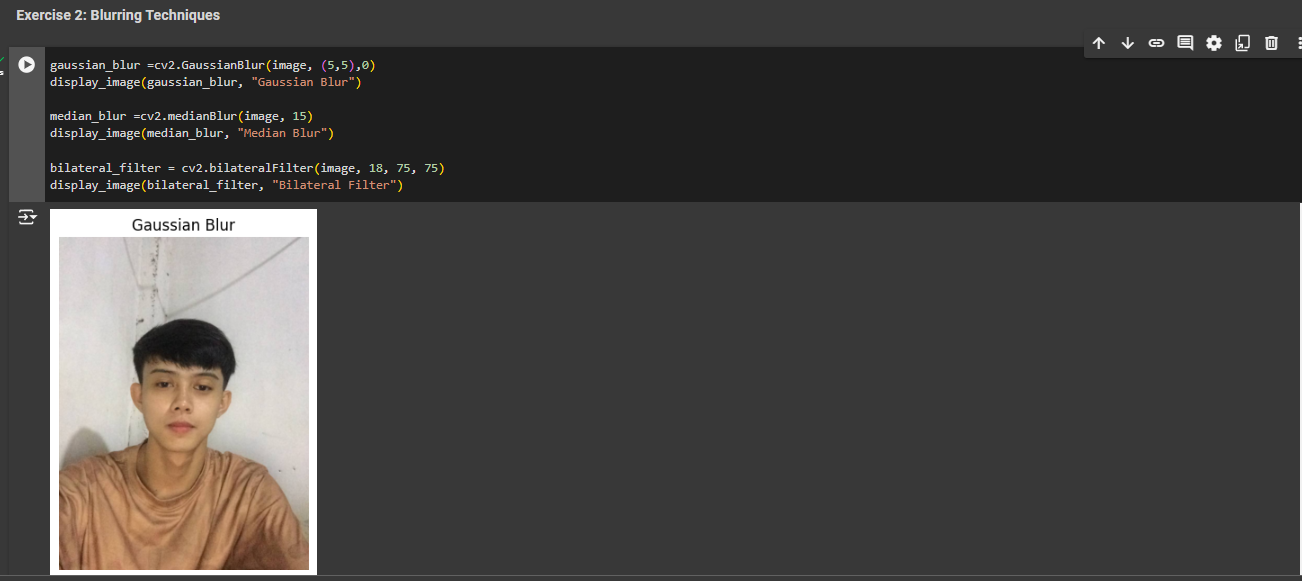 Exercise 2: Blurring Techniques
gaussian_blur =cv2.GaussianBlur(image, (5,5),0)
display_image(gaussian_blur, "Gaussian Blur")
median_blur =cv2.medianBlur(image, 15)
display_image(median_blur, "Median Blur")
bilateral_filter = cv2.bilateralFilter(image, 18, 75, 75)
display_image(bilateral_filter, "Bilateral Filter")
Gaussian Blur